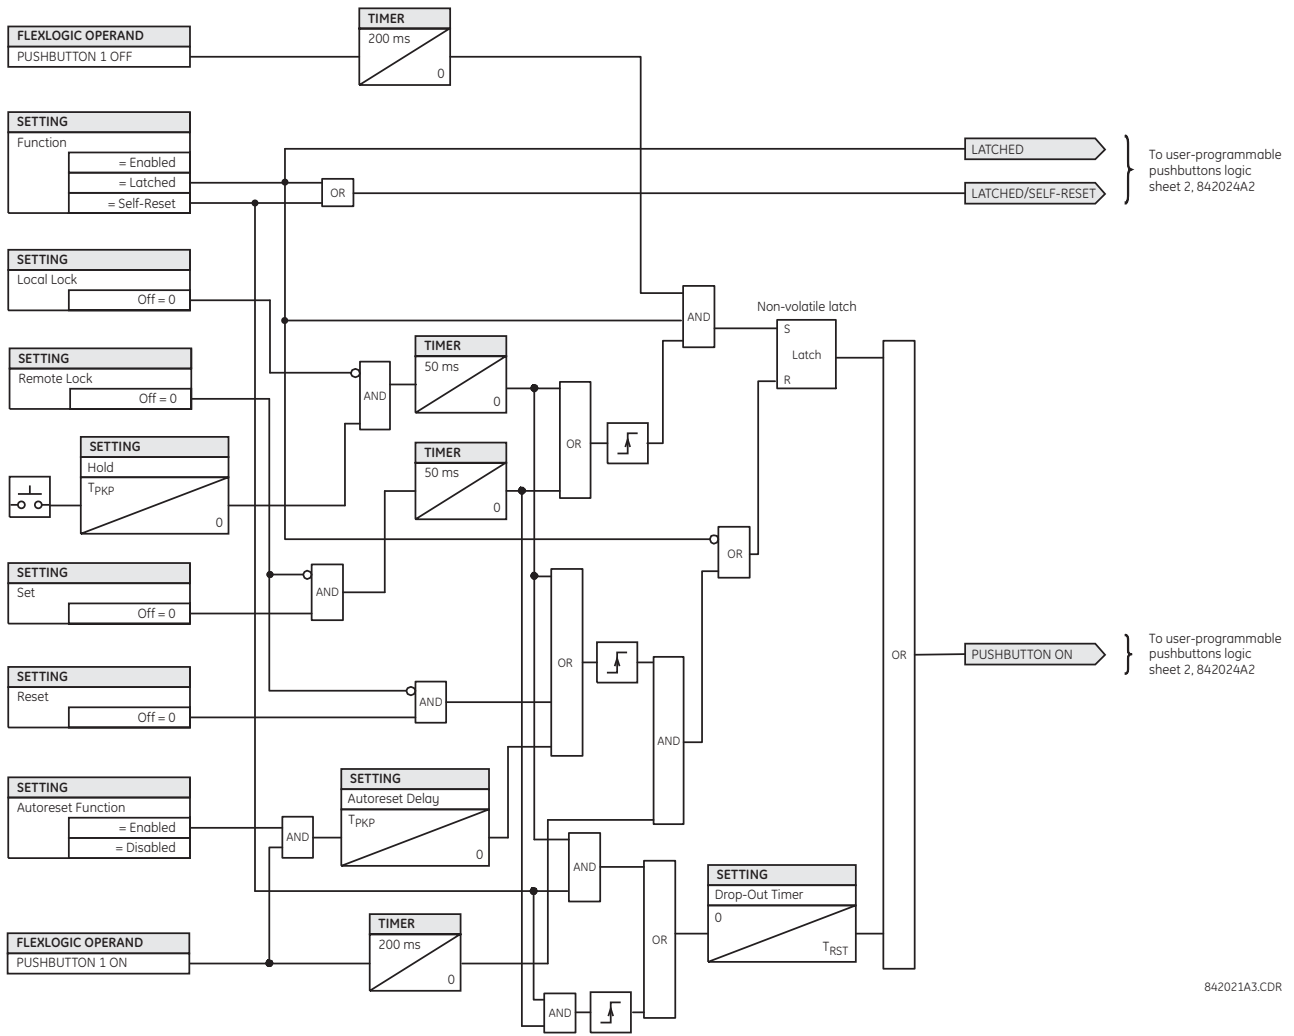 TIMER
200 ms
0
FLEXLOGIC OPERAND
PUSHBUTTON 1 OFF
SETTING
Function
= Enabled
= Latched
= Self-Reset
OR
LATCHED
LATCHED/SELF-RESET
To user-programmable
pushbuttons logic
sheet 2, 842024A2
SETTING
Local Lock
Off = 0
AND
Non-volatile latch
S
Latch
R
SETTING
Remote Lock
Off = 0
AND
TIMER
50 ms
0
OR
SETTING
Hold
TPKP
0
TIMER
50 ms
0
OR
SETTING
Set
Off = 0
AND
OR
SETTING
Reset
Off = 0
AND
AND
OR
PUSHBUTTON ON
To user-programmable
pushbuttons logic
sheet 2, 842024A2
SETTING
Autoreset Function
= Enabled
= Disabled
AND
SETTING
Autoreset Delay
TPKP
0
AND
OR
SETTING
Drop-Out Timer
0
TRST
FLEXLOGIC OPERAND
PUSHBUTTON 1 ON
TIMER
200 ms
0
AND
842021A3.CDR